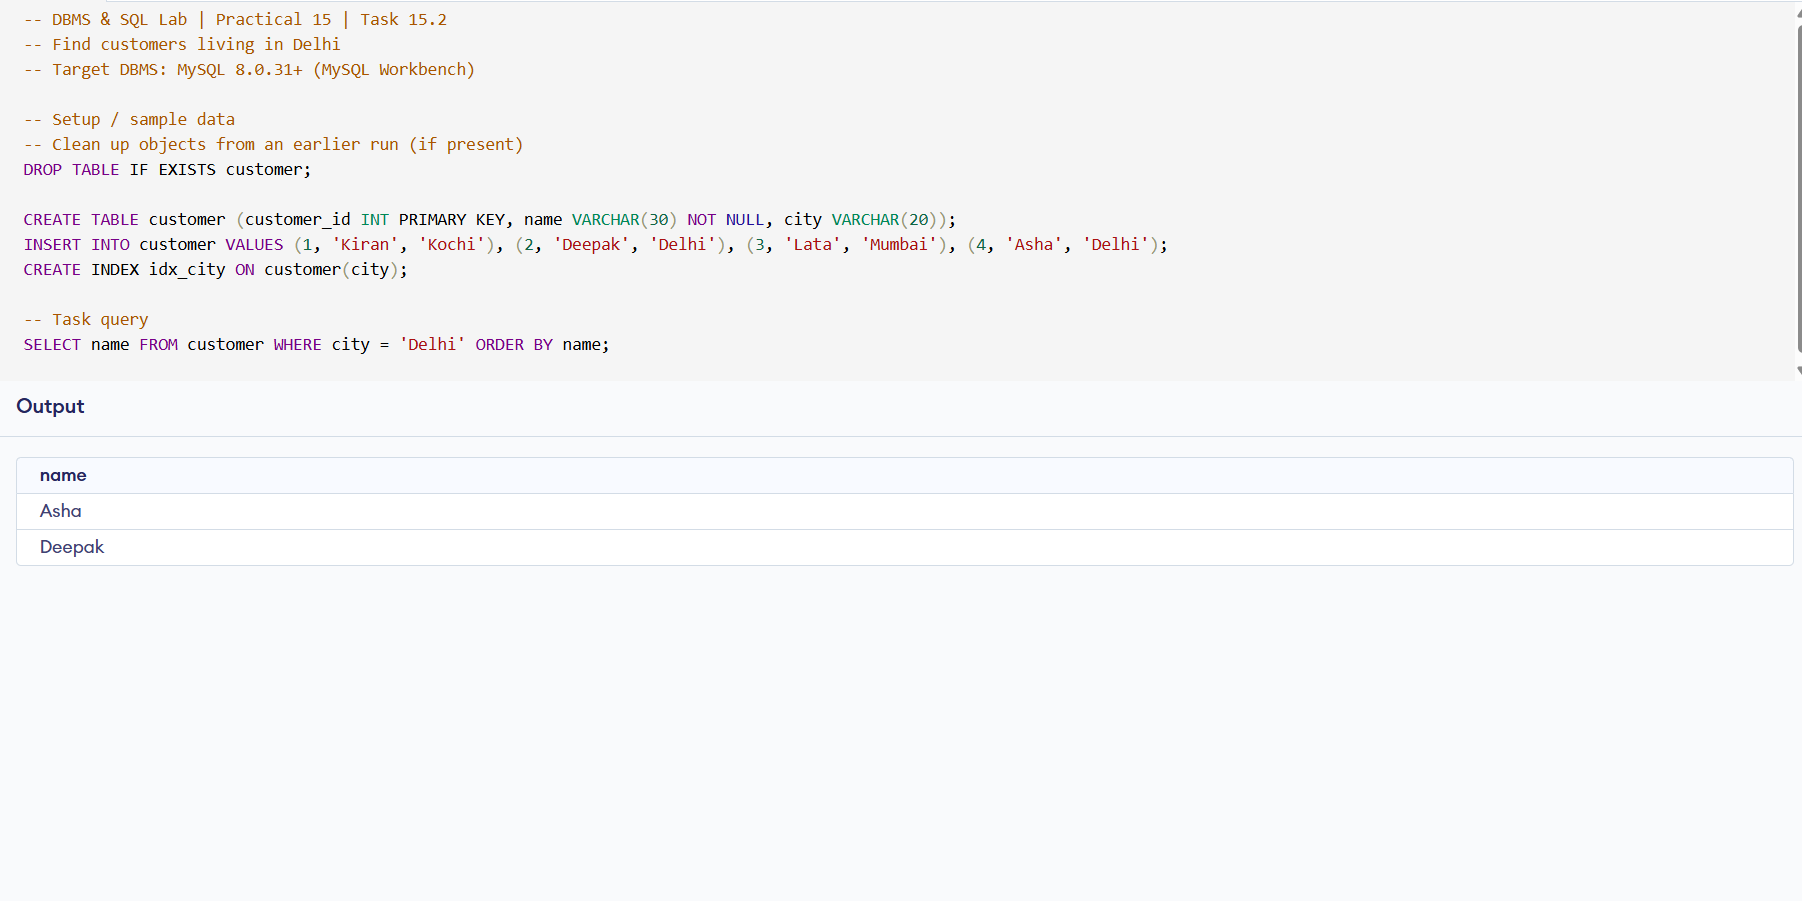 -- DBMS & SQL Lab | Practical 15 | Task 15.2
-- Find customers living in Delhi
-- Target DBMS: MySQL 8.0.31+ (MySQL Workbench)
-- Setup / sample data
-- Clean up objects from an earlier run (if present)
DROP TABLE IF EXISTS customer;
CREATE TABLE customer (customer_id INT PRIMARY KEY, name VARCHAR(30) NOT NULL, city VARCHAR(20));
INSERT INTO customer VALUES (1, 'Kiran', 'Kochi'), (2, 'Deepak', 'Delhi'), (3, 'Lata', 'Mumbai'), (4, 'Asha', 'Delhi');
CREATE INDEX idx_city ON customer(city);
-- Task query
SELECT name FROM customer WHERE city = 'Delhi' ORDER BY name;
Output
name
Asha
Deepak